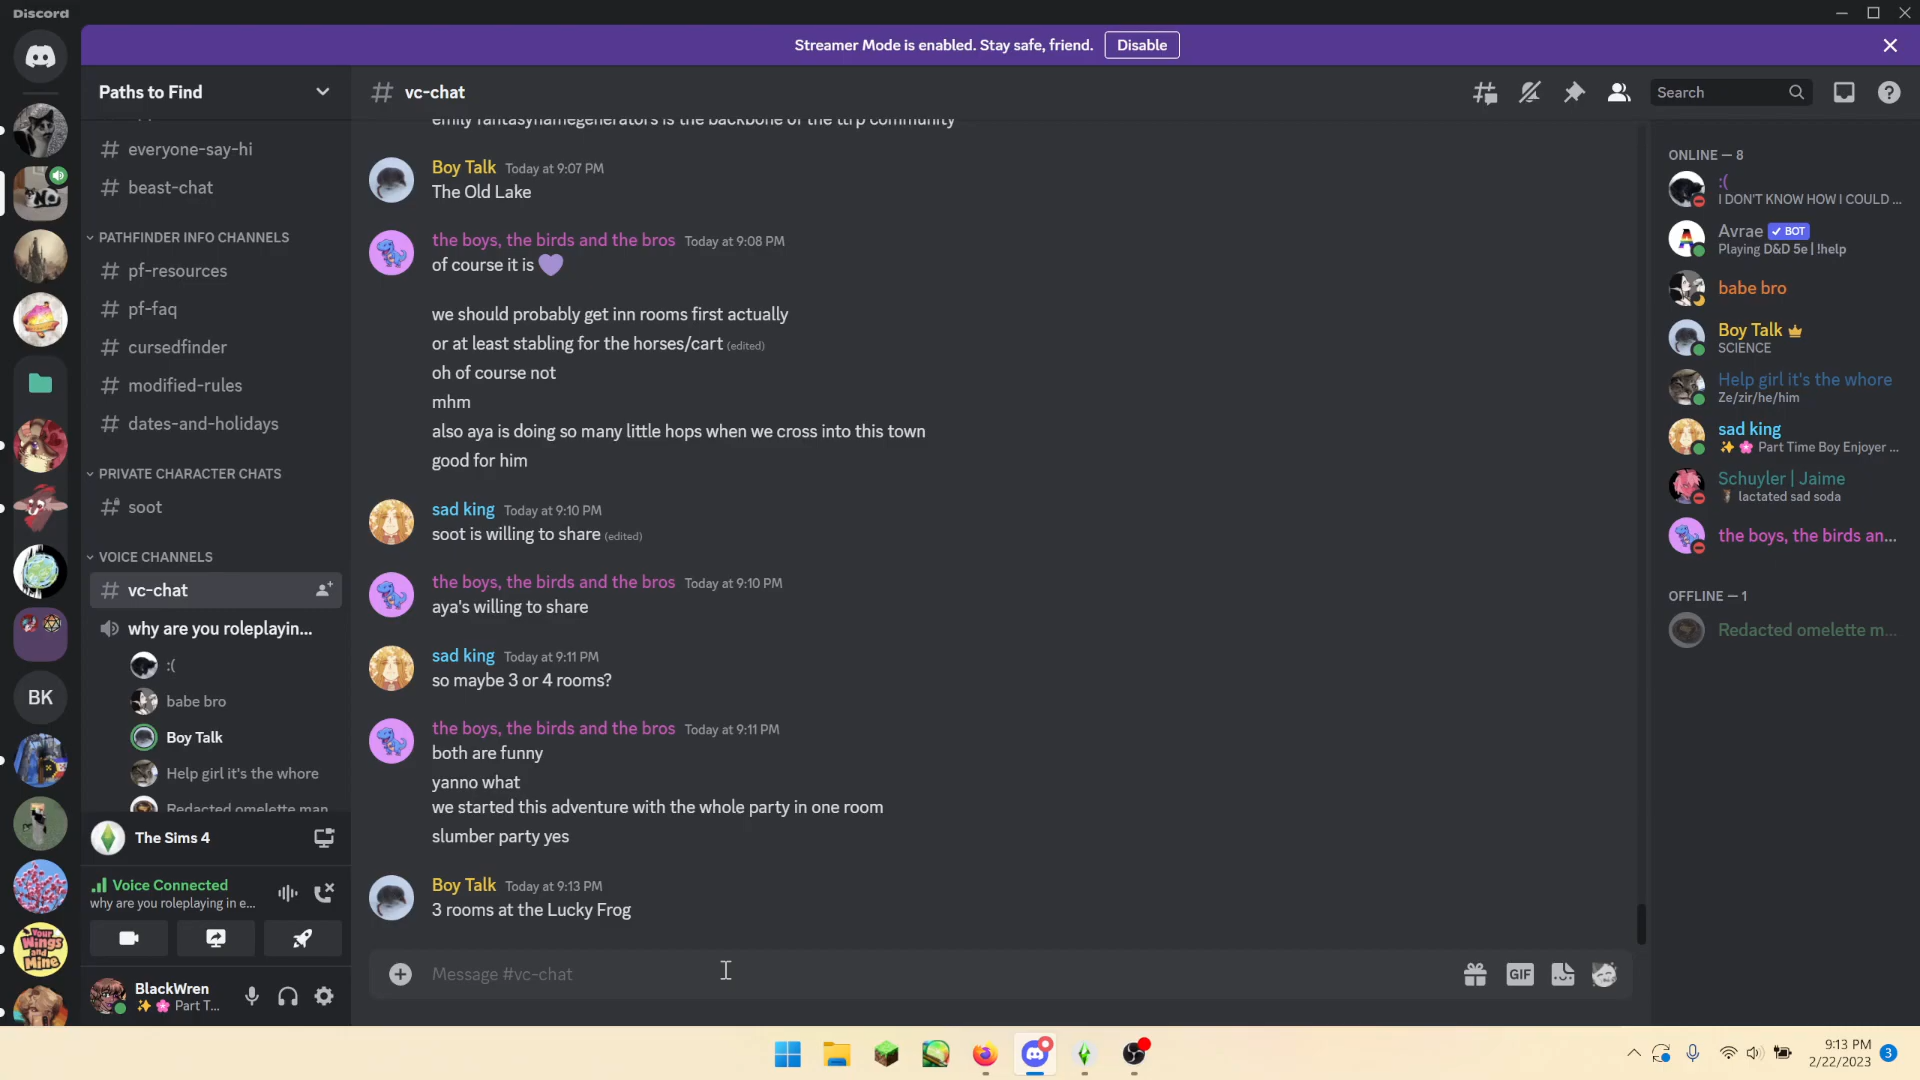 Discord
Streamer Mode is enabled. Stay safe, friend.
Disable
Paths to Find
vc-chat
Search
everyone-say-hi
beast-chat
PATHFINDER INFO CHANNELS
pf-resources
pf-faq
cursedfinder
modified-rules
dates-and-holidays
PRIVATE CHARACTER CHATS
soot
VOICE CHANNELS
vc-chat
why are you roleplayin...
:(
babe bro
Boy Talk
Help girl it's the whore
Redacted omelette man
The Sims 4
Voice Connected
why are you roleplaying in e...
BlackWren
✨ 🌸 Part T...
BK
Your
Wings
and
Mine
emily fantasynamegenerators is the backbone of the ttrp community
Boy Talk Today at 9:07 PM
The Old Lake
the boys, the birds and the bros Today at 9:08 PM
of course it is 💜
we should probably get inn rooms first actually
or at least stabling for the horses/cart (edited)
oh of course not
mhm
also aya is doing so many little hops when we cross into this town
good for him
sad king Today at 9:10 PM
soot is willing to share (edited)
the boys, the birds and the bros Today at 9:10 PM
aya's willing to share
sad king Today at 9:11 PM
so maybe 3 or 4 rooms?
the boys, the birds and the bros Today at 9:11 PM
both are funny
yanno what
we started this adventure with the whole party in one room
slumber party yes
Boy Talk Today at 9:13 PM
3 rooms at the Lucky Frog
Message #vc-chat
GIF
ONLINE — 8
:(
I DON'T KNOW HOW I COULD ...
Avrae ✓ BOT
Playing D&D 5e | !help
babe bro
Boy Talk
SCIENCE
Help girl it's the whore
Ze/zir/he/him
sad king
✨ 🌸 Part Time Boy Enjoyer ...
Schuyler | Jaime
lactated sad soda
the boys, the birds an...
OFFLINE — 1
Redacted omelette m...
9:13 PM
2/22/2023
3